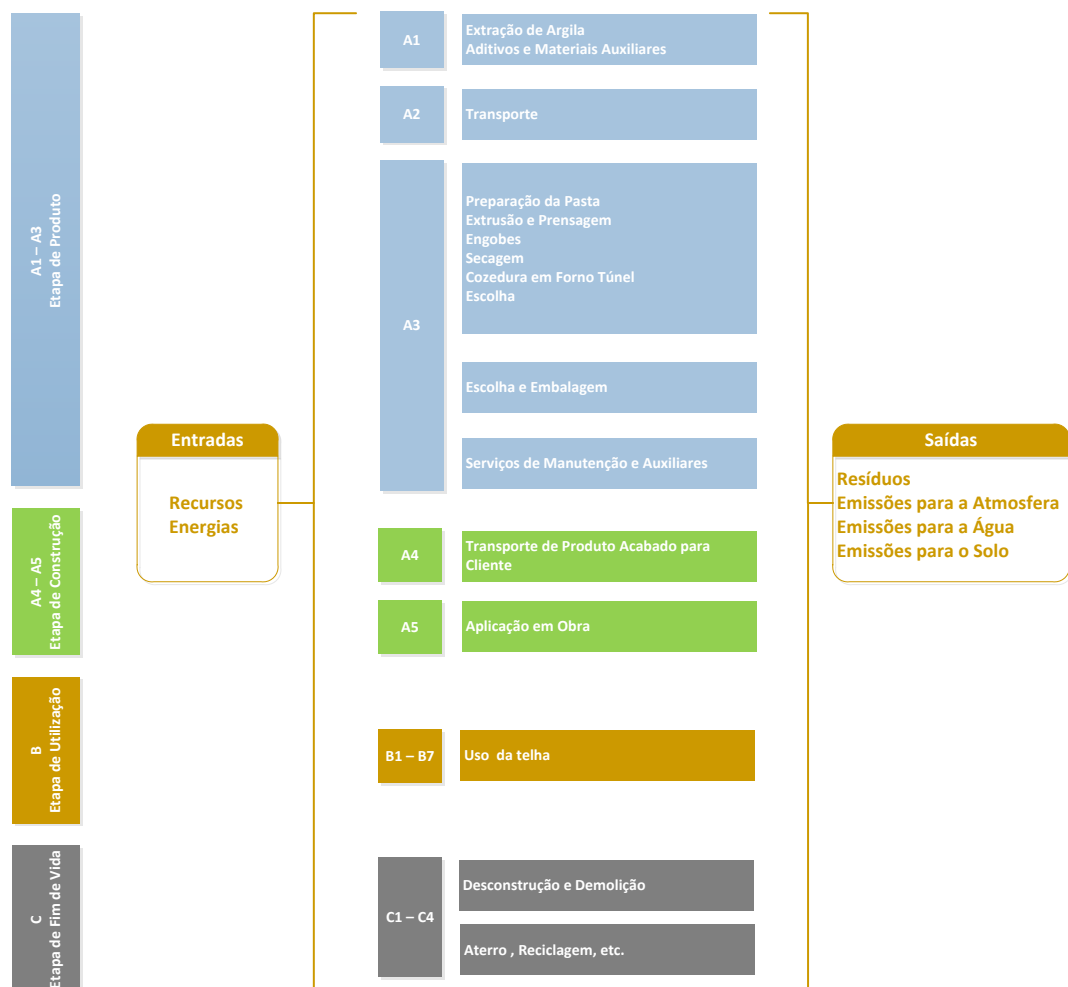 A1 – A3
Etapa de Produto
A4 – A5
Etapa de Construção
B
Etapa de Utilização
C
Etapa de Fim de Vida
Entradas
Recursos
Energias
A1
Extração de Argila
Aditivos e Materiais Auxiliares
A2
Transporte
A3
Preparação da Pasta
Extrusão e Prensagem
Engobes
Secagem
Cozedura em Forno Túnel
Escolha
Escolha e Embalagem
Serviços de Manutenção e Auxiliares
A4
Transporte de Produto Acabado para
Cliente
A5
Aplicação em Obra
B1 – B7
Uso da telha
C1 – C4
Desconstrução e Demolição
Aterro , Reciclagem, etc.
Saídas
Resíduos
Emissões para a Atmosfera
Emissões para a Água
Emissões para o Solo